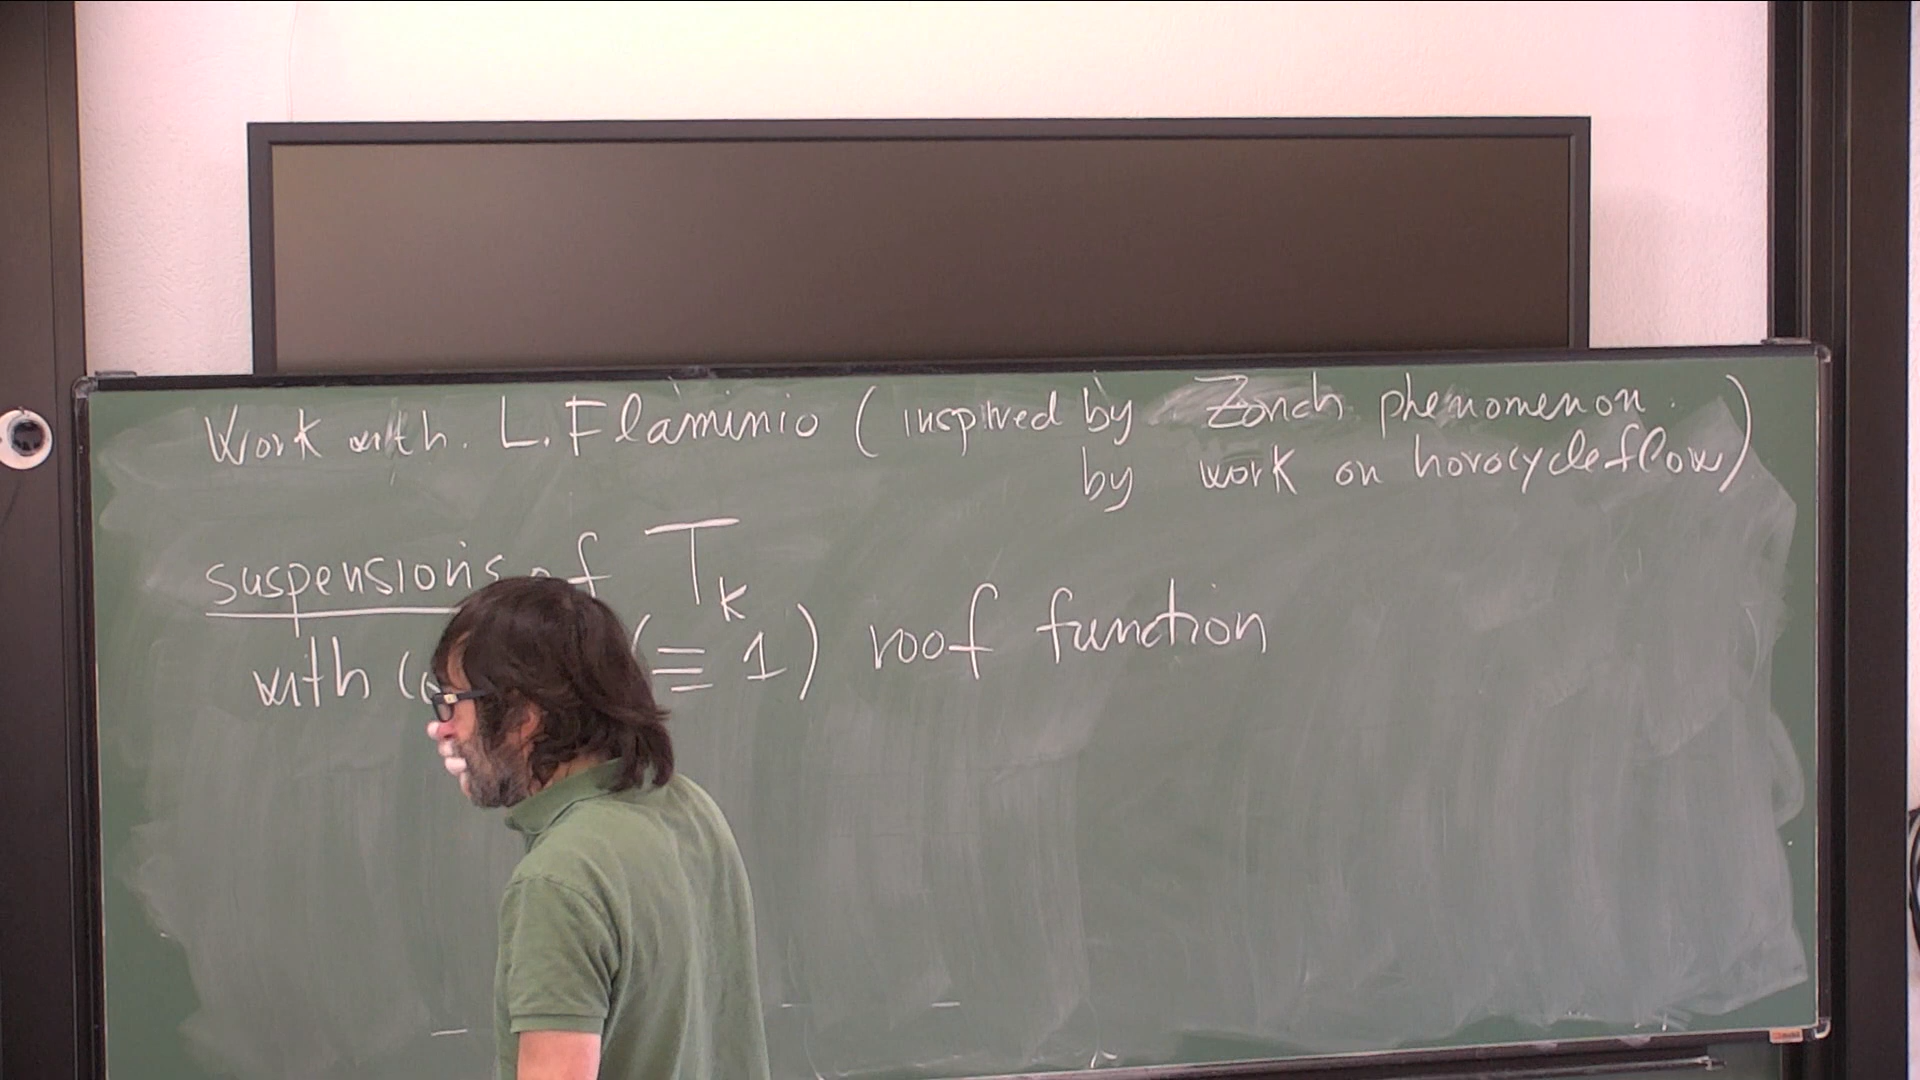 Work with. L. Flaminio (inspired by Zorich phenomenon.
by work on horocycle flow)
suspensions of T_k
with (≡ 1) roof function